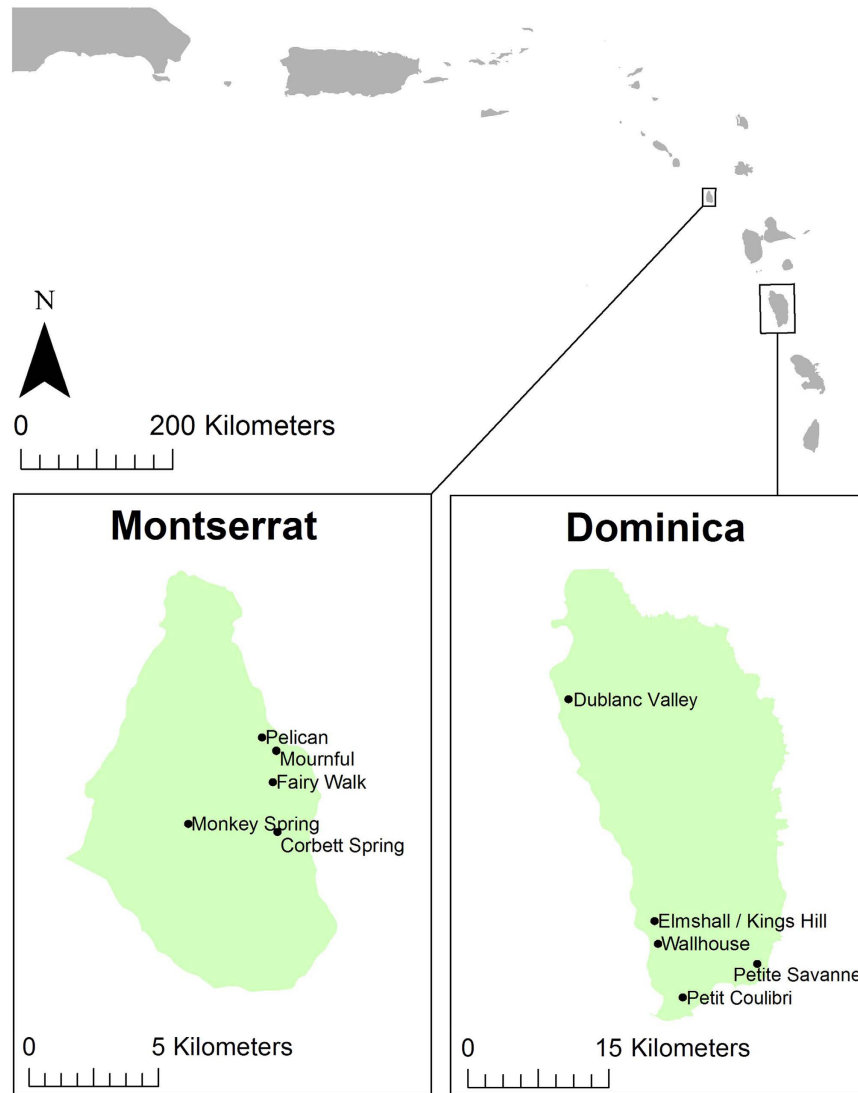 N
0 200 Kilometers
Montserrat
Pelican
Mournful
Fairy Walk
Monkey Spring
Corbett Spring
0 5 Kilometers
Dominica
Dublanc Valley
Elmshall / Kings Hill
Wallhouse
Petite Savanne
Petit Coulibri
0 15 Kilometers